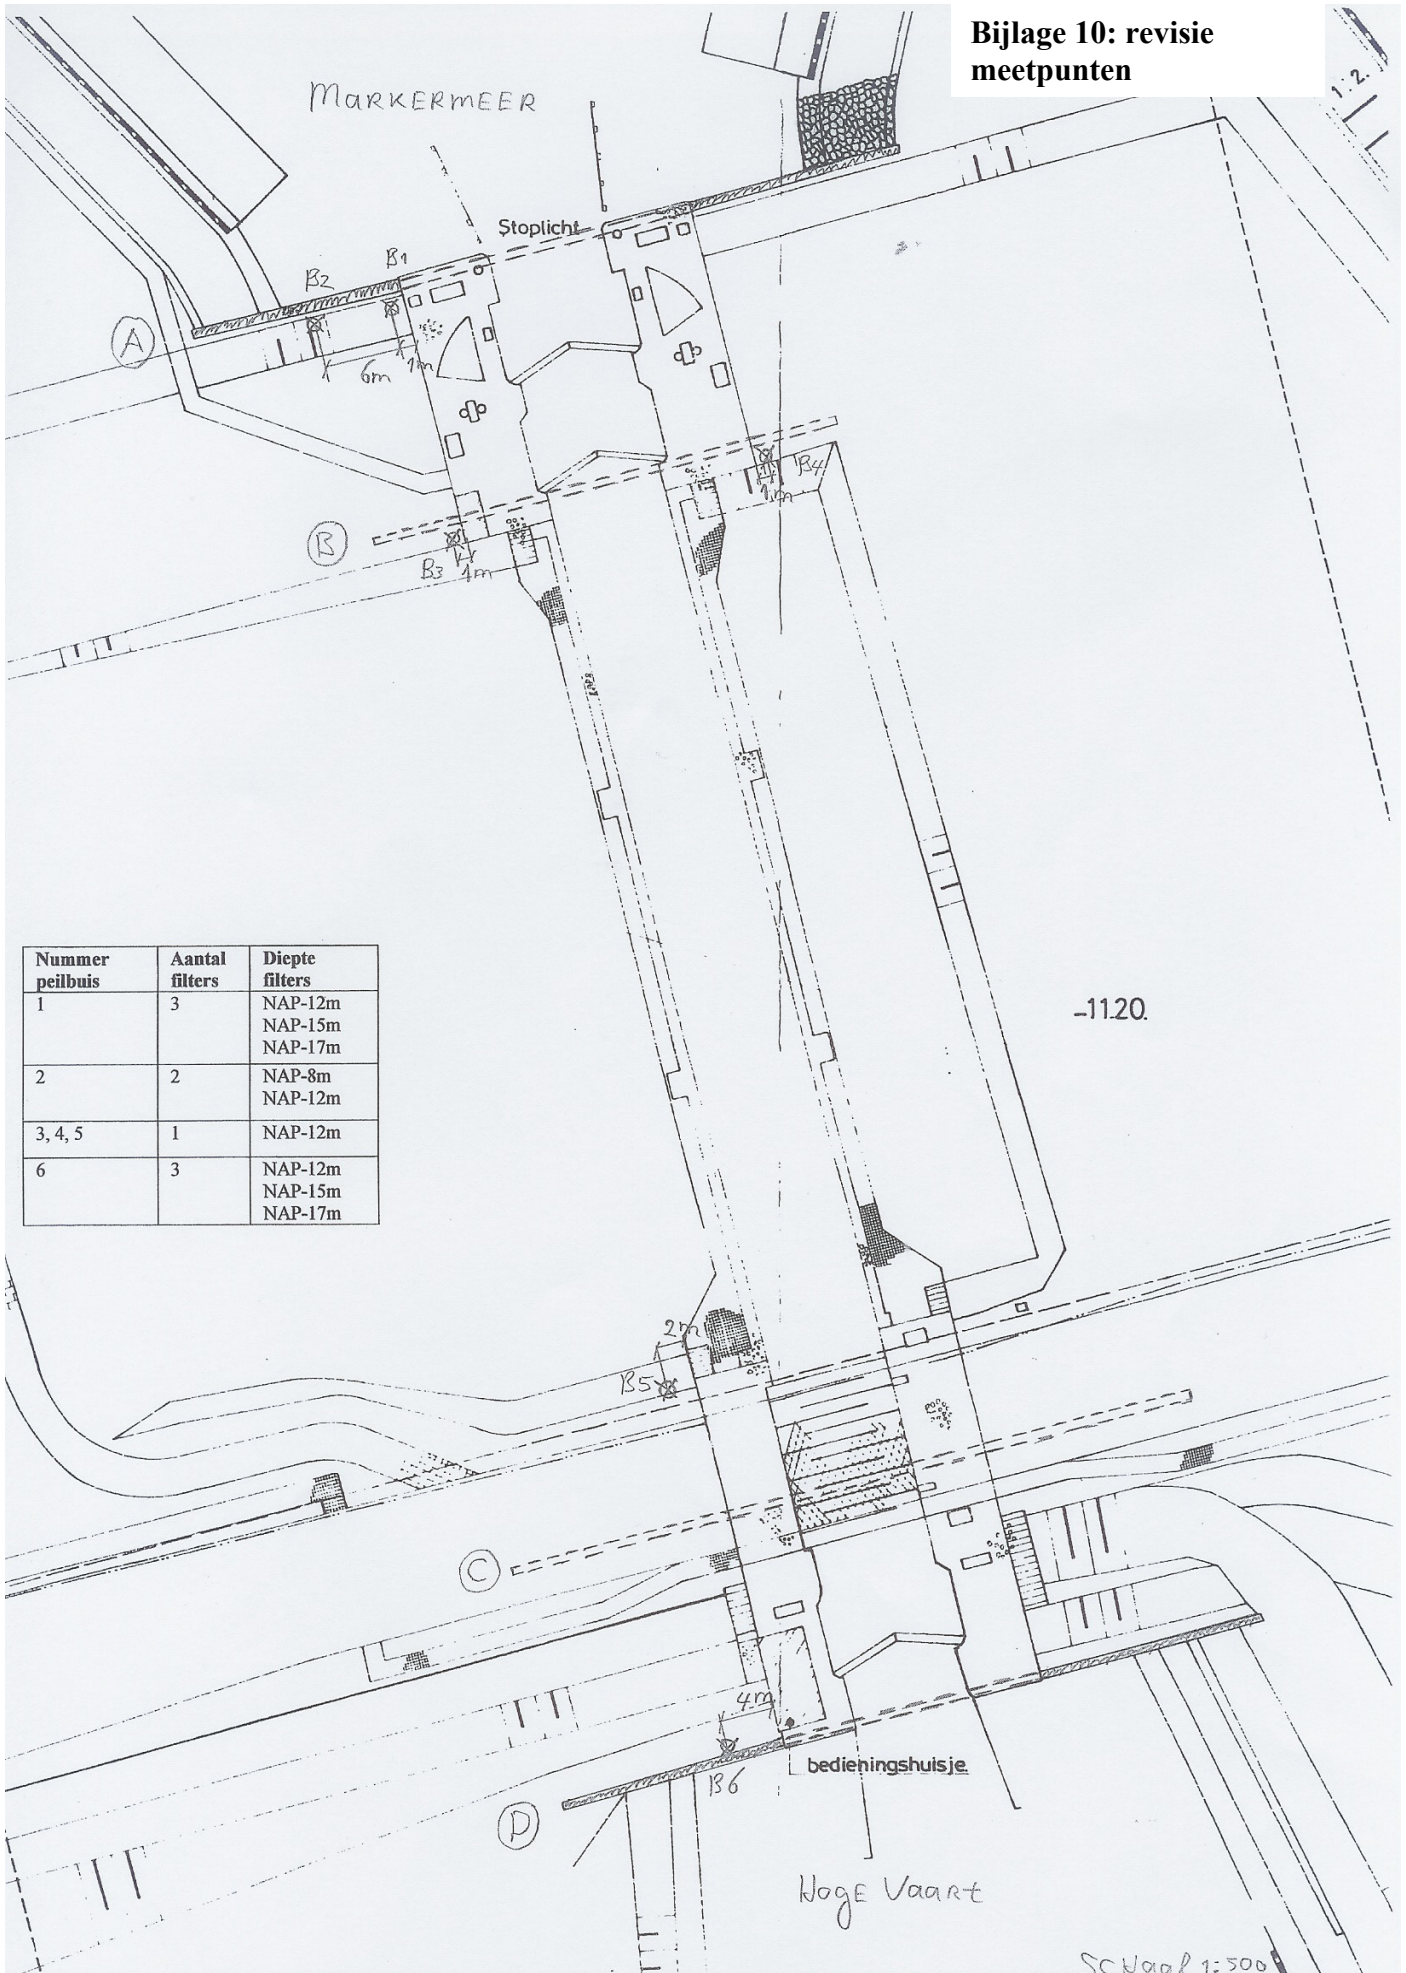 Bijlage 10: revisie
meetpunten
1:2.
MARKERMEER
Stoplicht
B1
B2
A
6m
1m
B4
1m
B
B3
1m
Nummer peilbuis
Aantal filters
Diepte filters
1
3
NAP-12m
NAP-15m
NAP-17m
2
2
NAP-8m
NAP-12m
3, 4, 5
1
NAP-12m
6
3
NAP-12m
NAP-15m
NAP-17m
-11.20.
2m
B5
C
4m
bedieningshuisje
B6
D
HOGE VAART
SCHAAL 1:500